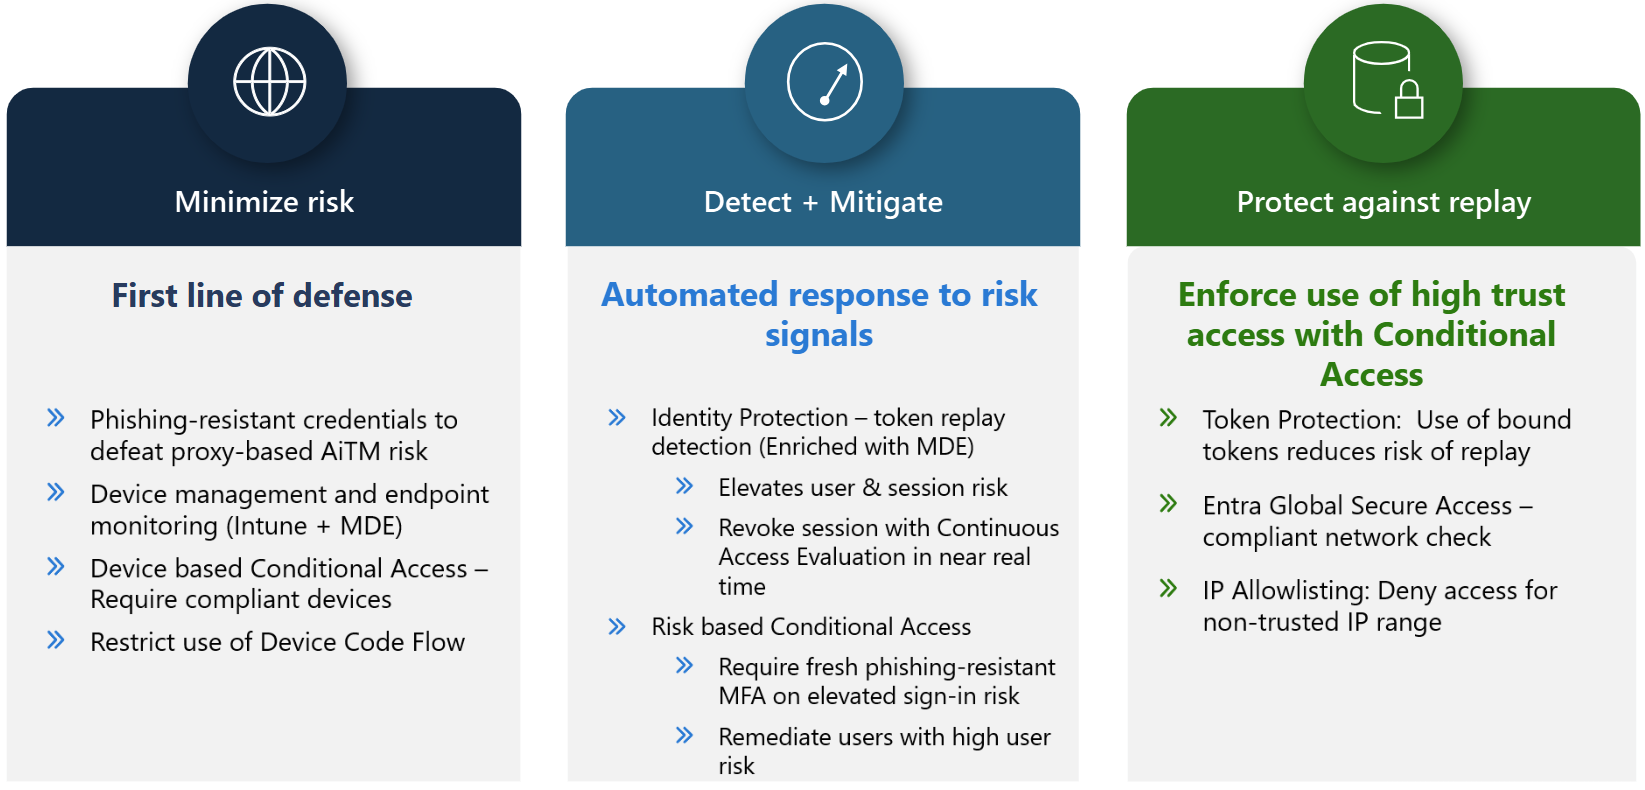 Minimize risk
First line of defense
Phishing-resistant credentials to
defeat proxy-based AiTM risk
Device management and endpoint
monitoring (Intune + MDE)
Device based Conditional Access –
Require compliant devices
Restrict use of Device Code Flow
Detect + Mitigate
Automated response to risk
signals
Identity Protection – token replay
detection (Enriched with MDE)
Elevates user & session risk
Revoke session with Continuous
Access Evaluation in near real
time
Risk based Conditional Access
Require fresh phishing-resistant
MFA on elevated sign-in risk
Remediate users with high user
risk
Protect against replay
Enforce use of high trust
access with Conditional
Access
Token Protection:  Use of bound
tokens reduces risk of replay
Entra Global Secure Access –
compliant network check
IP Allowlisting: Deny access for
non-trusted IP range